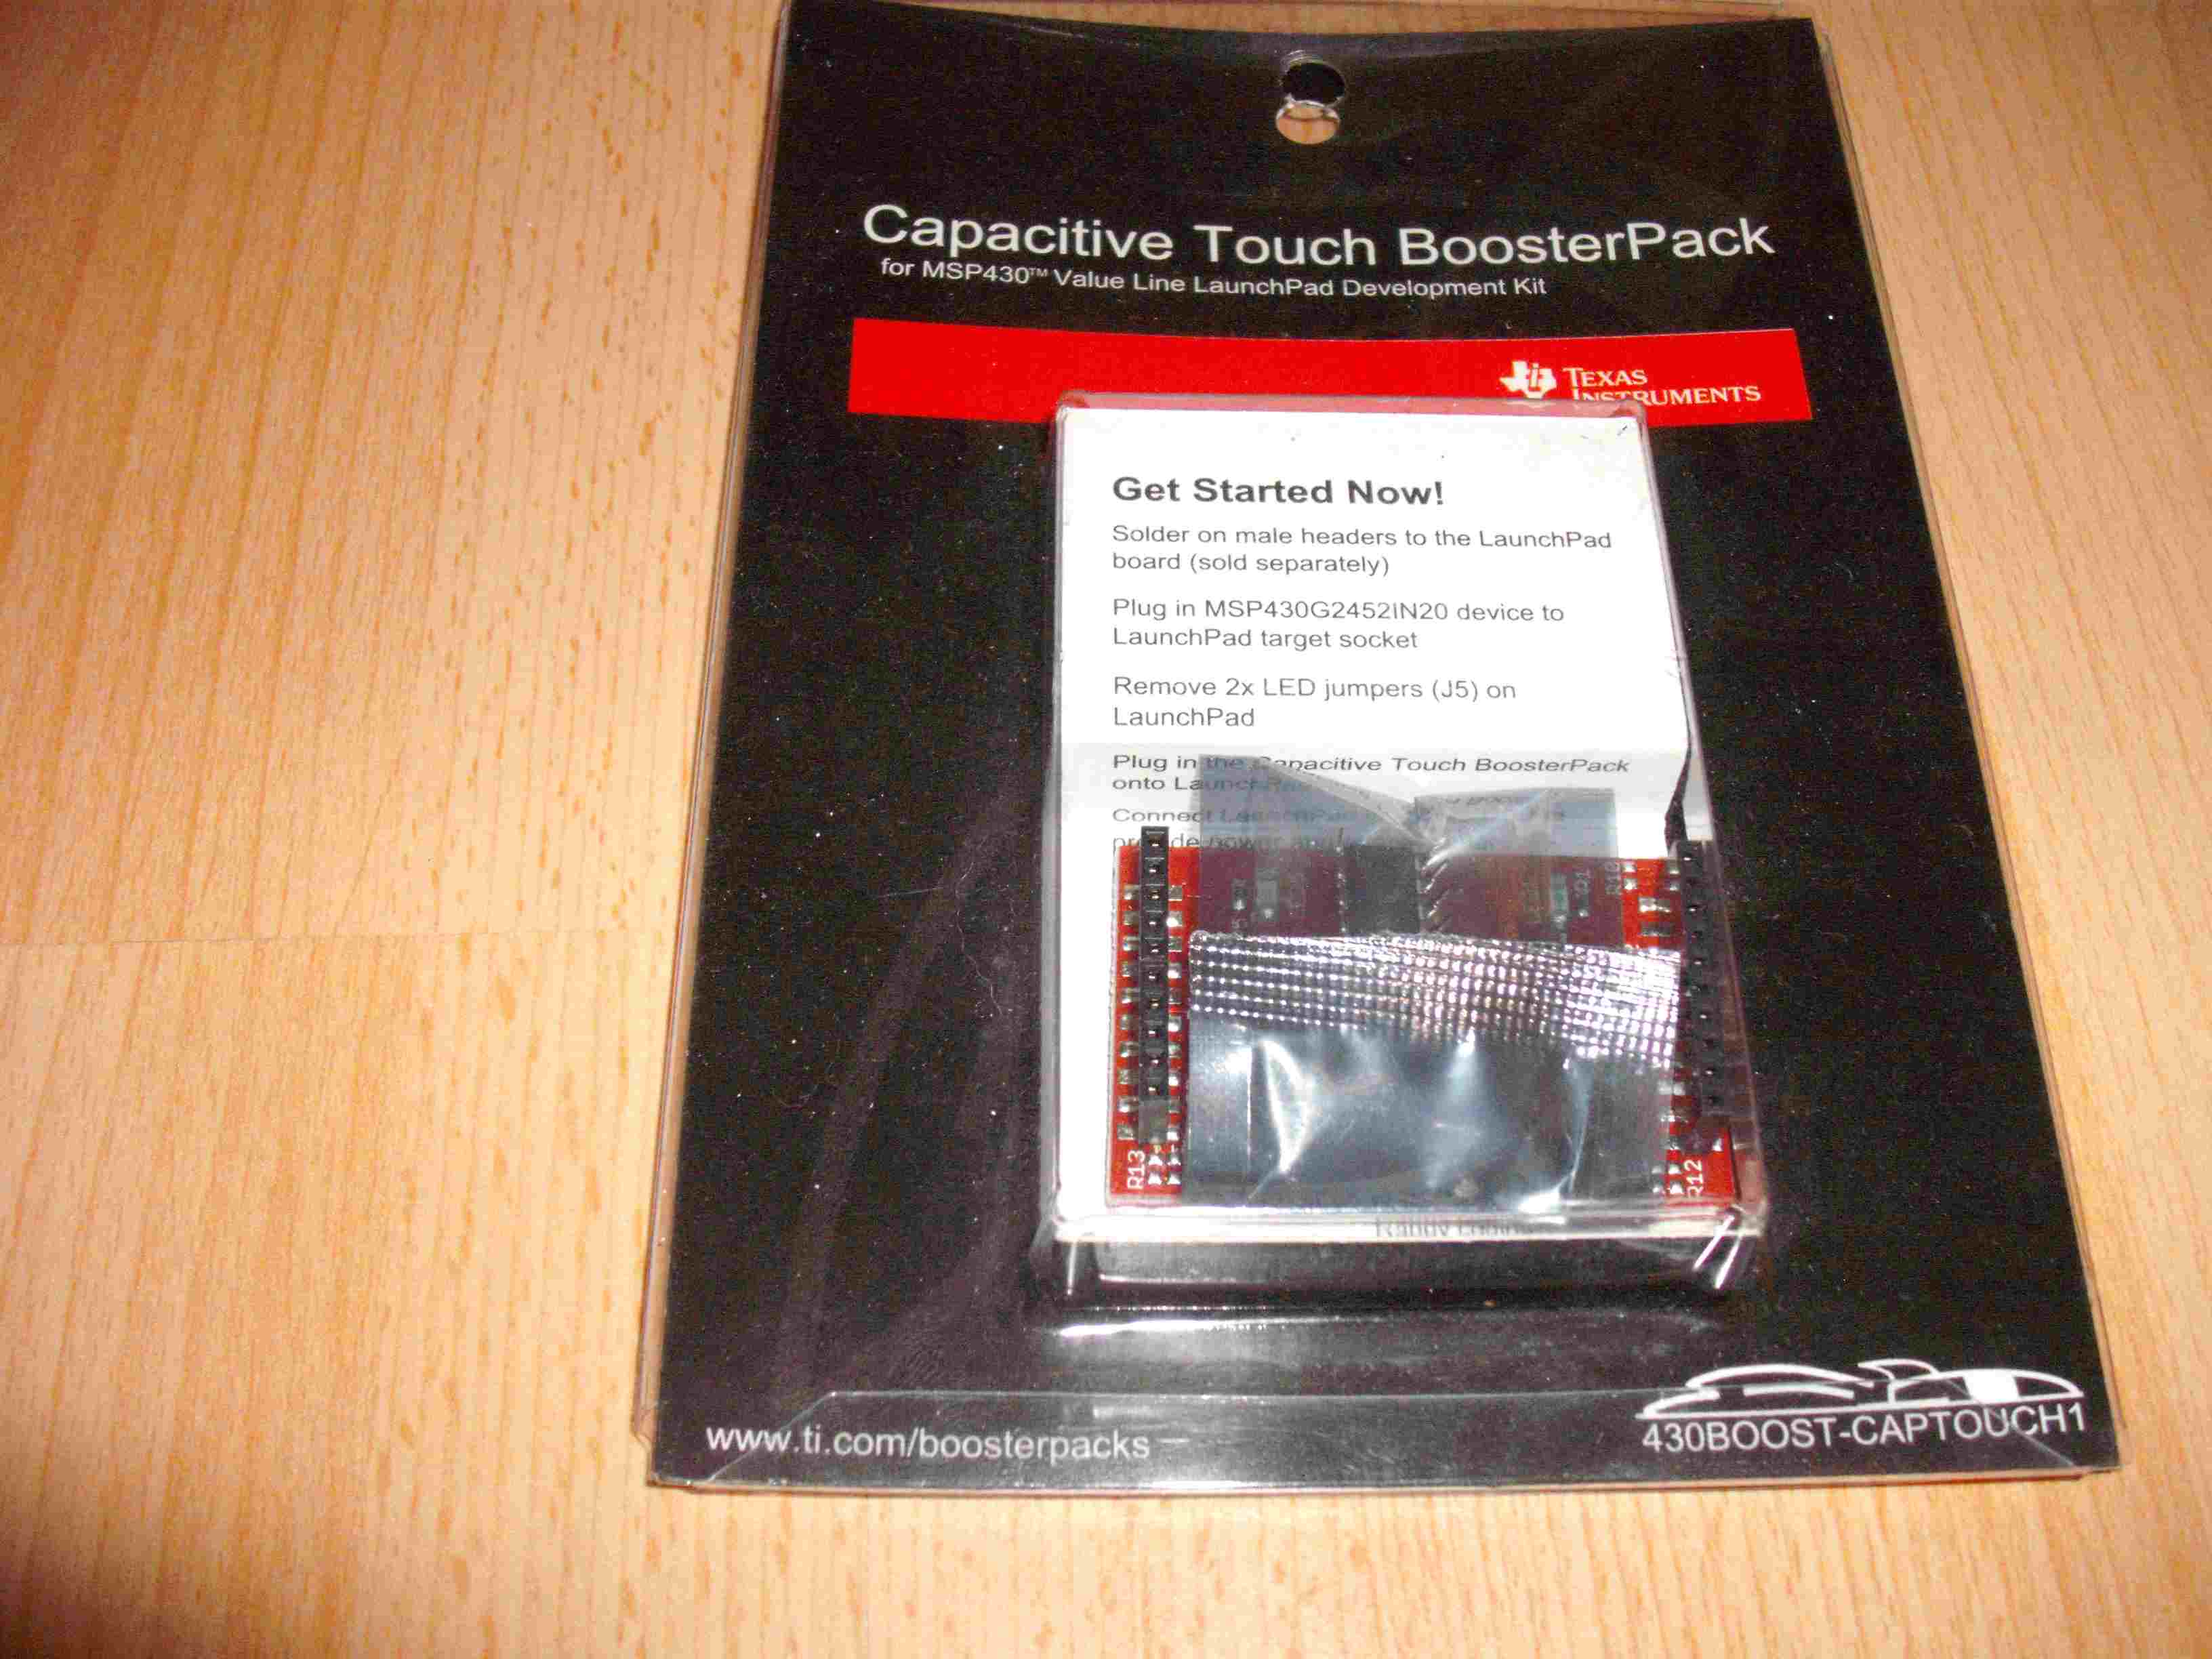 Capacitive Touch BoosterPack
for MSP430™ Value Line LaunchPad Development Kit
TEXAS
INSTRUMENTS
Get Started Now!
Solder on male headers to the LaunchPad
board (sold separately)
Plug in MSP430G2452IN20 device to
LaunchPad target socket
Remove 2x LED jumpers (J5) on
LaunchPad
Plug in the Capacitive Touch BoosterPack
onto
Connect
power
R13
R12
www.ti.com/boosterpacks
430BOOST-CAPTOUCH1